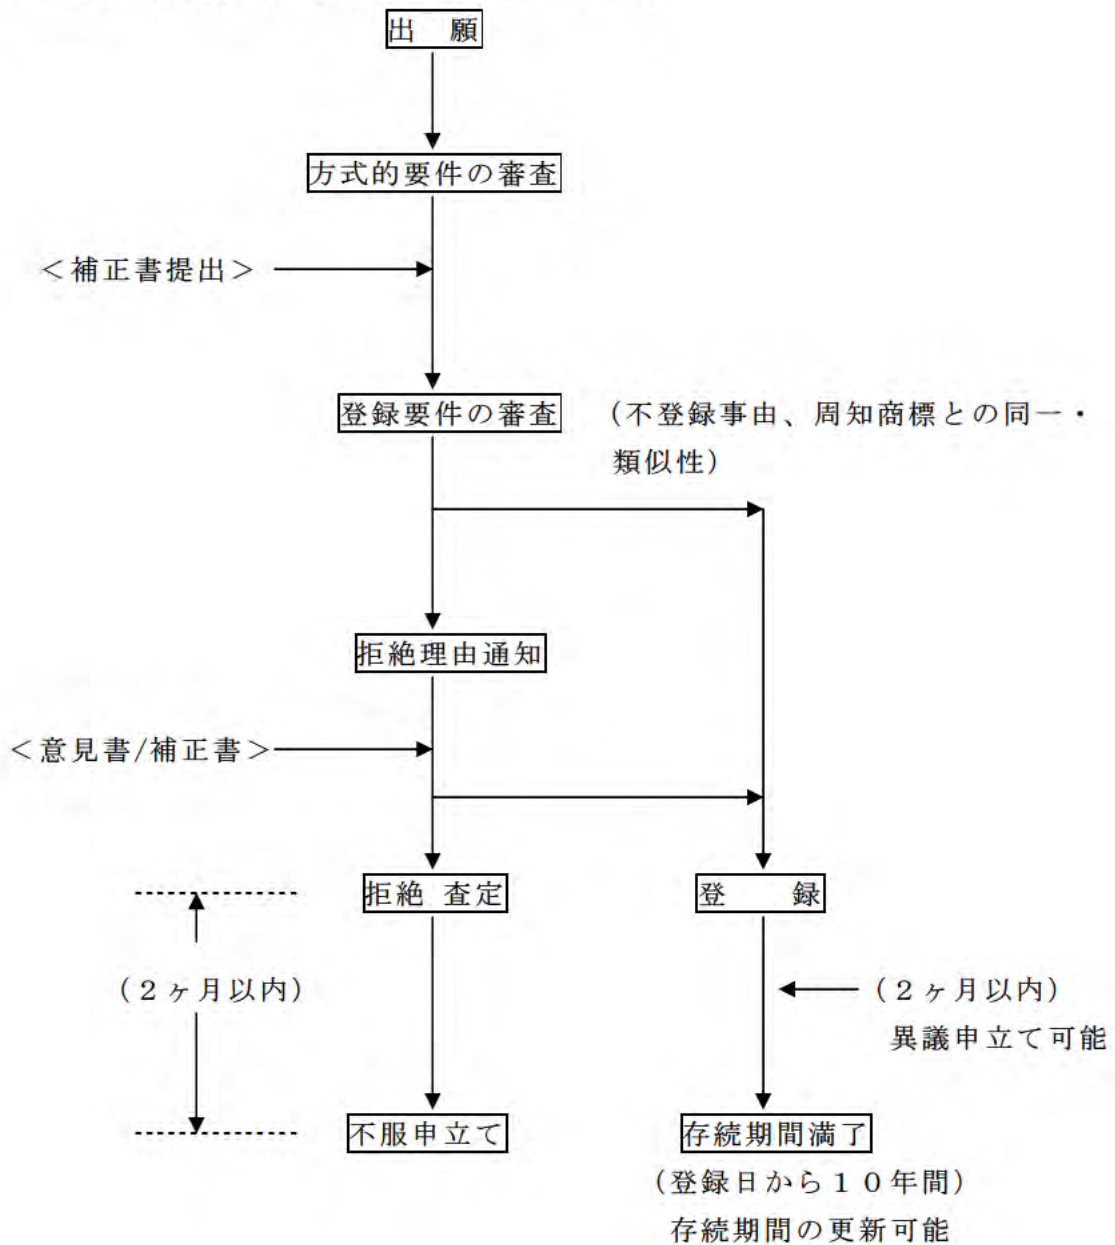 出　願
方式的要件の審査
＜補正書提出＞
登録要件の審査
（不登録事由、周知商標との同一・
類似性）
拒絶理由通知
＜意見書/補正書＞
拒絶 査定
登　　録
（２ヶ月以内）
（２ヶ月以内）
異議申立て可能
不服申立て
存続期間満了
（登録日から１０年間）
存続期間の更新可能